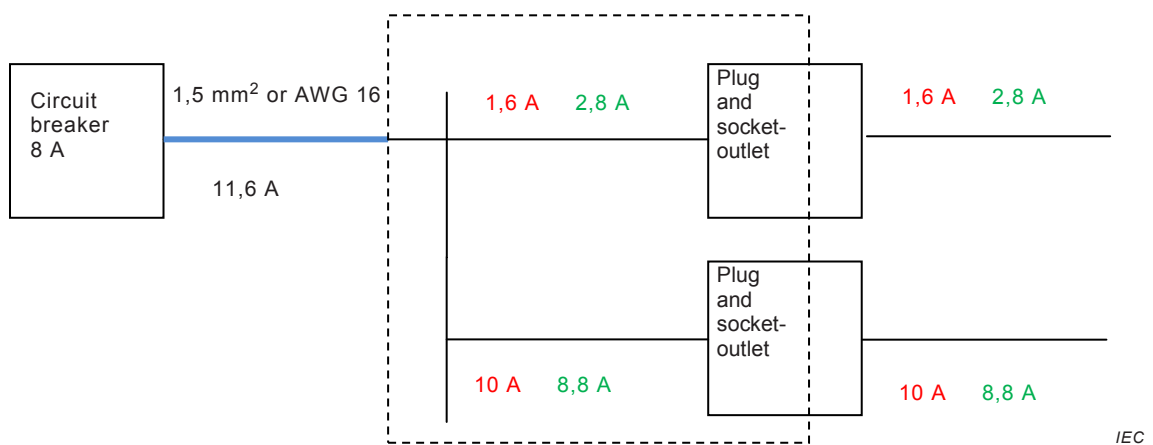 Circuit
breaker
8 A
1,5 mm² or AWG 16
11,6 A
1,6 A 2,8 A
Plug
and
socket-
outlet
1,6 A 2,8 A
10 A 8,8 A
Plug
and
socket-
outlet
10 A 8,8 A
IEC